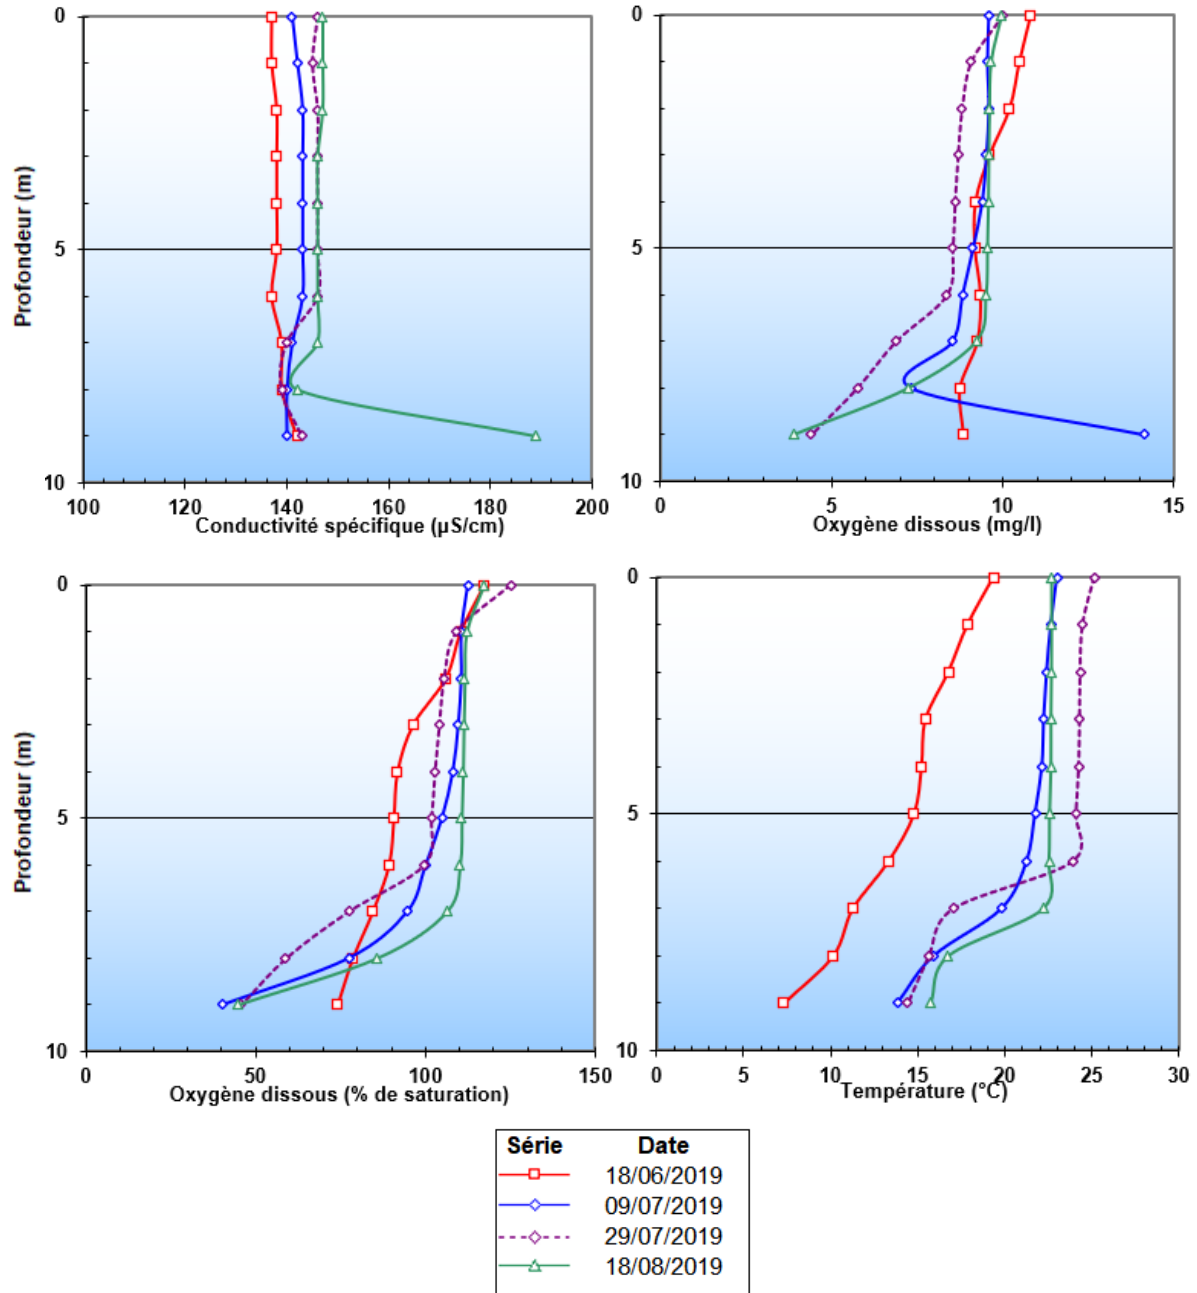 0
Profondeur (m)
5
10
100 120 140 160 180 200
Conductivité spécifique (µS/cm)
0
5
10
0 5 10 15
Oxygène dissous (mg/l)
0
Profondeur (m)
5
10
0 50 100 150
Oxygène dissous (% de saturation)
0
5
10
0 5 10 15 20 25 30
Température (°C)
Série Date
18/06/2019
09/07/2019
29/07/2019
18/08/2019